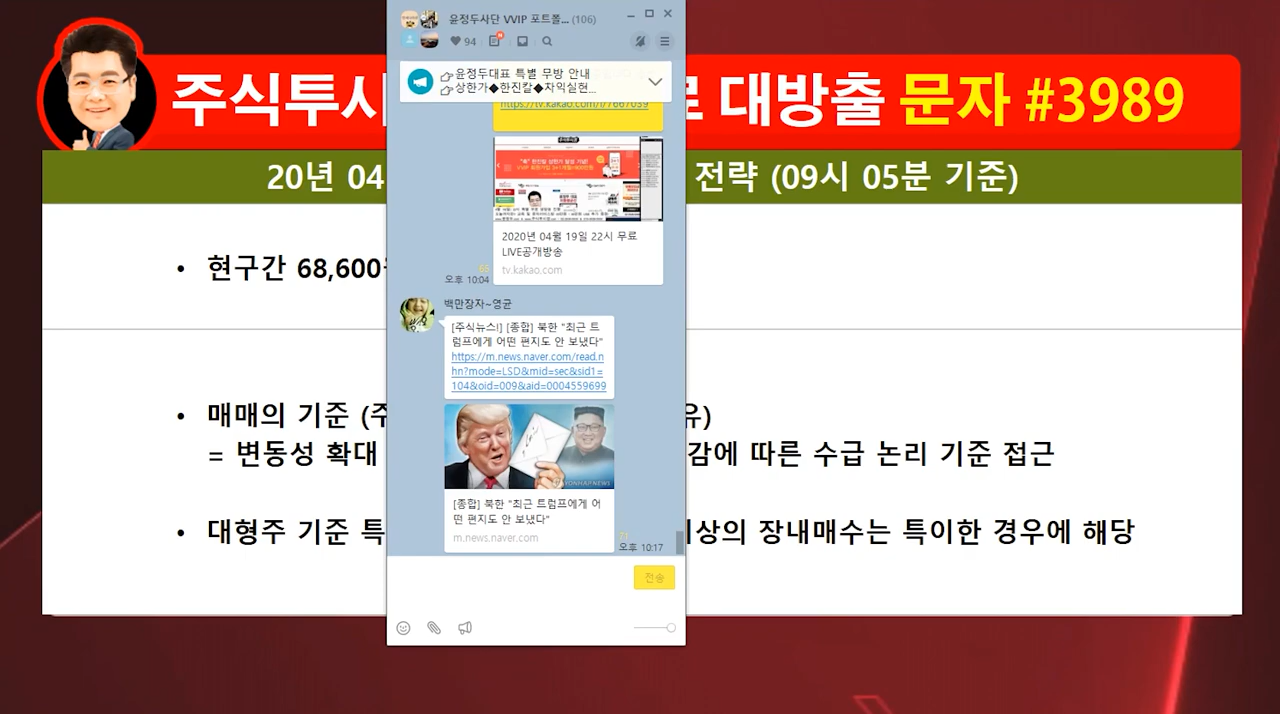 주식투사
료 대방출 문자 #3989
20년 04
전략 (09시 05분 기준)
• 현구간 68,600원
• 매매의 기준 (주
유)
= 변동성 확대
감에 따른 수급 논리 기준 접근
• 대형주 기준 특
이상의 장내매수는 특이한 경우에 해당
윤정두사단 VVIP 포트폴... (106)
94
윤정두대표 특별 무방 안내
상한가◆한진칼◆차익실현...
https://tv.kakao.com/l/7667039
2020년 04월 19일 22시 무료
LIVE공개방송
tv.kakao.com
오후 10:04
백만장자~영균
[주식뉴스!] [종합] 북한 "최근 트
럼프에게 어떤 편지도 안 보냈다"
https://m.news.naver.com/read.n
hn?mode=LSD&mid=sec&sid1=
104&oid=009&aid=0004559699
YONHAPNEWS
[종합] 북한 "최근 트럼프에게 어
떤 편지도 안 보냈다"
m.news.naver.com
오후 10:17
전송